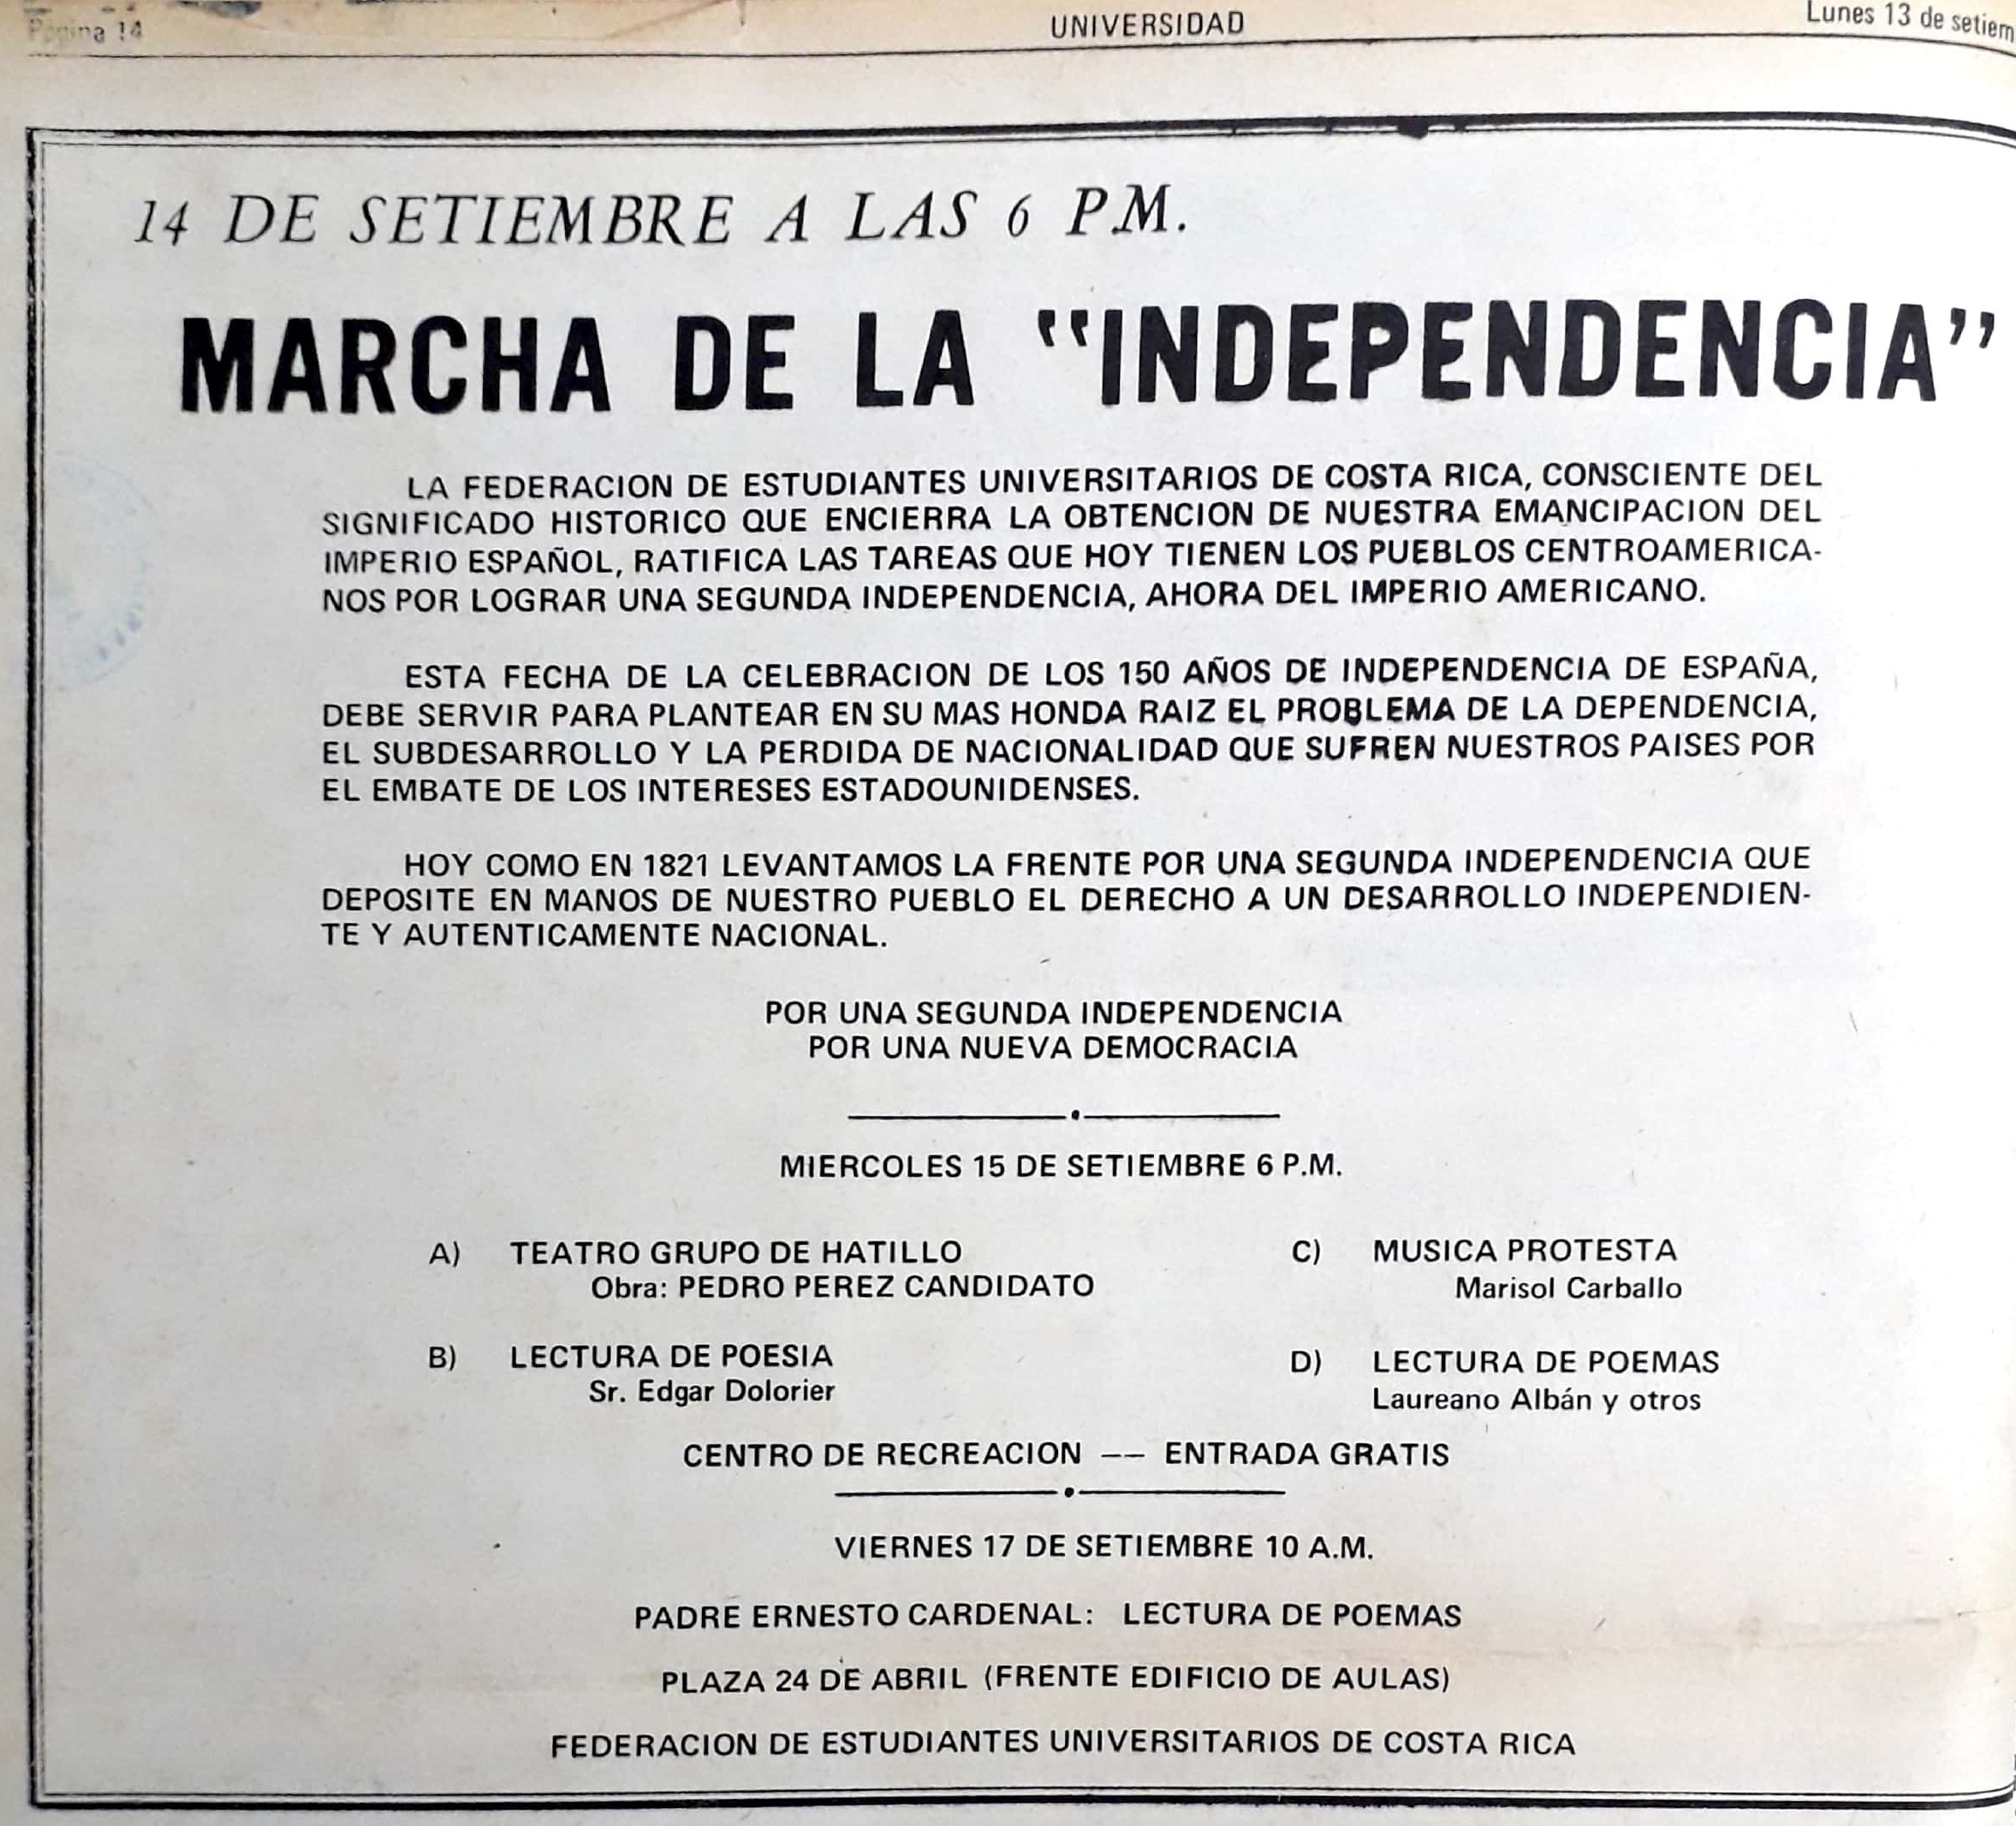 Página 14
UNIVERSIDAD
Lunes 13 de setiem
14 DE SETIEMBRE A LAS 6 P.M.
MARCHA DE LA "INDEPENDENCIA"
LA FEDERACION DE ESTUDIANTES UNIVERSITARIOS DE COSTA RICA, CONSCIENTE DEL
SIGNIFICADO HISTORICO QUE ENCIERRA LA OBTENCION DE NUESTRA EMANCIPACION DEL
IMPERIO ESPAÑOL, RATIFICA LAS TAREAS QUE HOY TIENEN LOS PUEBLOS CENTROAMERICA-
NOS POR LOGRAR UNA SEGUNDA INDEPENDENCIA, AHORA DEL IMPERIO AMERICANO.
ESTA FECHA DE LA CELEBRACION DE LOS 150 AÑOS DE INDEPENDENCIA DE ESPAÑA,
DEBE SERVIR PARA PLANTEAR EN SU MAS HONDA RAIZ EL PROBLEMA DE LA DEPENDENCIA,
EL SUBDESARROLLO Y LA PERDIDA DE NACIONALIDAD QUE SUFREN NUESTROS PAISES POR
EL EMBATE DE LOS INTERESES ESTADOUNIDENSES.
HOY COMO EN 1821 LEVANTAMOS LA FRENTE POR UNA SEGUNDA INDEPENDENCIA QUE
DEPOSITE EN MANOS DE NUESTRO PUEBLO EL DERECHO A UN DESARROLLO INDEPENDIEN-
TE Y AUTENTICAMENTE NACIONAL.
POR UNA SEGUNDA INDEPENDENCIA
POR UNA NUEVA DEMOCRACIA
MIERCOLES 15 DE SETIEMBRE 6 P.M.
A) TEATRO GRUPO DE HATILLO
Obra: PEDRO PEREZ CANDIDATO
B) LECTURA DE POESIA
Sr. Edgar Dolorier
C) MUSICA PROTESTA
Marisol Carballo
D) LECTURA DE POEMAS
Laureano Albán y otros
CENTRO DE RECREACION –– ENTRADA GRATIS
VIERNES 17 DE SETIEMBRE 10 A.M.
PADRE ERNESTO CARDENAL: LECTURA DE POEMAS
PLAZA 24 DE ABRIL (FRENTE EDIFICIO DE AULAS)
FEDERACION DE ESTUDIANTES UNIVERSITARIOS DE COSTA RICA